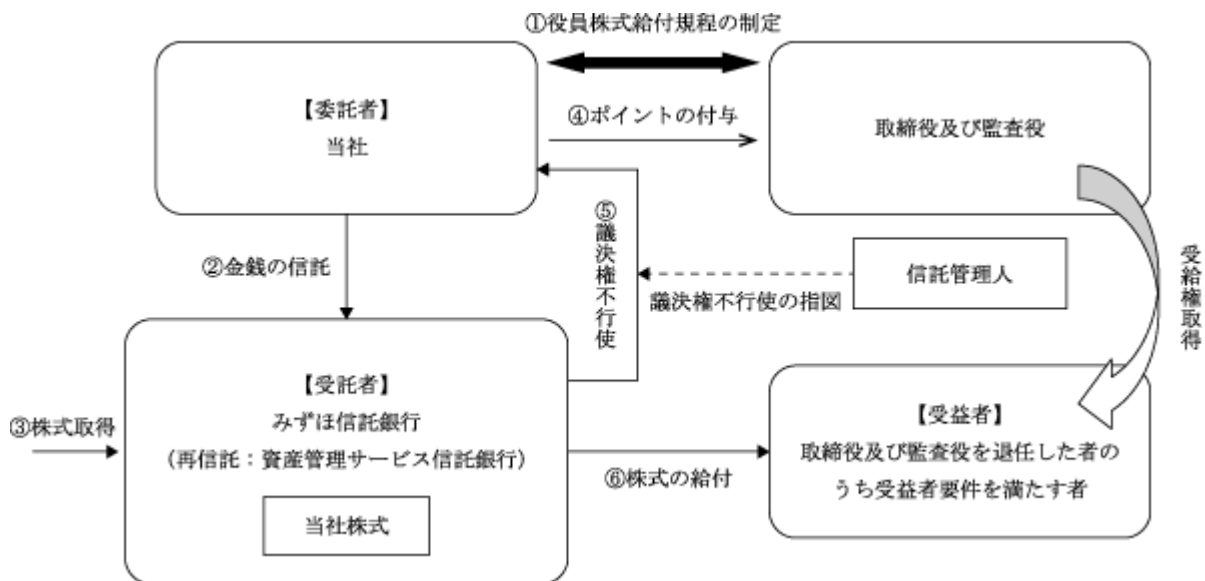 ①役員株式給付規程の制定
【委託者】
当社
④ポイントの付与
取締役及び監査役
②金銭の信託
⑤議決権不行使
議決権不行使の指図
信託管理人
受給権取得
③株式取得
【受託者】
みずほ信託銀行
(再信託:資産管理サービス信託銀行)
当社株式
⑥株式の給付
【受益者】
取締役及び監査役を退任した者の
うち受益者要件を満たす者